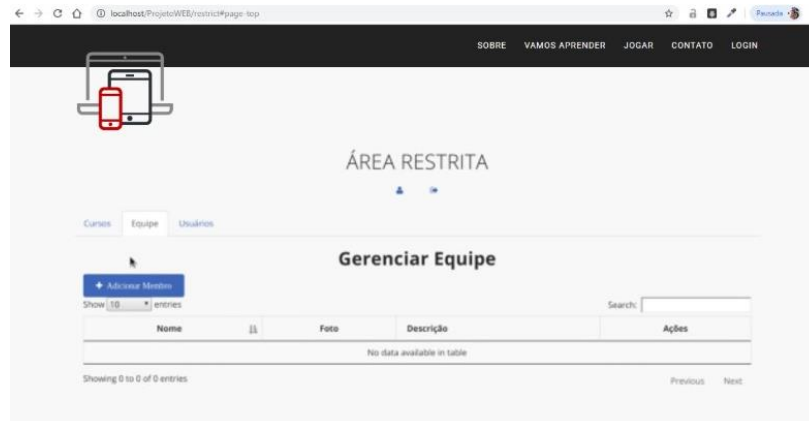 localhost/ProjetoWEB/restrict#page-top
Pausada
SOBRE VAMOS APRENDER JOGAR CONTATO LOGIN
ÁREA RESTRITA
Cursos Equipe Usuários
Gerenciar Equipe
+ Adicionar Membro
Show 10 entries Search:
Nome Foto Descrição Ações
No data available in table
Showing 0 to 0 of 0 entries Previous Next